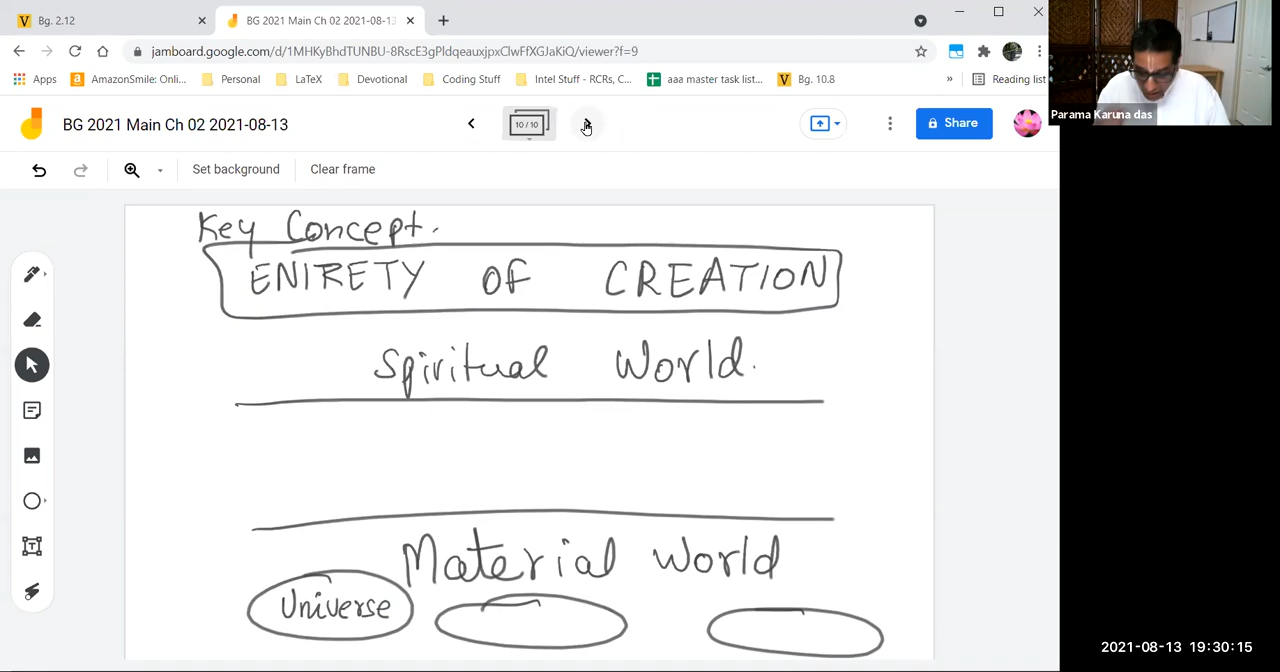 Bg. 2.12
BG 2021 Main Ch 02 2021-08-13
jamboard.google.com/d/1MHKyBhdTUNBU-8RscE3gPldqeauxjpxClwFfXGJaKiQ/viewer?f=9
Apps AmazonSmile: Onli... Personal LaTeX Devotional Coding Stuff Intel Stuff - RCRs, C... aaa master task list... Bg. 10.8 » Reading list
Parama Karuna das
BG 2021 Main Ch 02 2021-08-13 10 / 10 Share
Set background Clear frame
Key Concept.
ENIRETY OF CREATION
Spiritual World.
Material World
Universe
2021-08-13 19:30:15